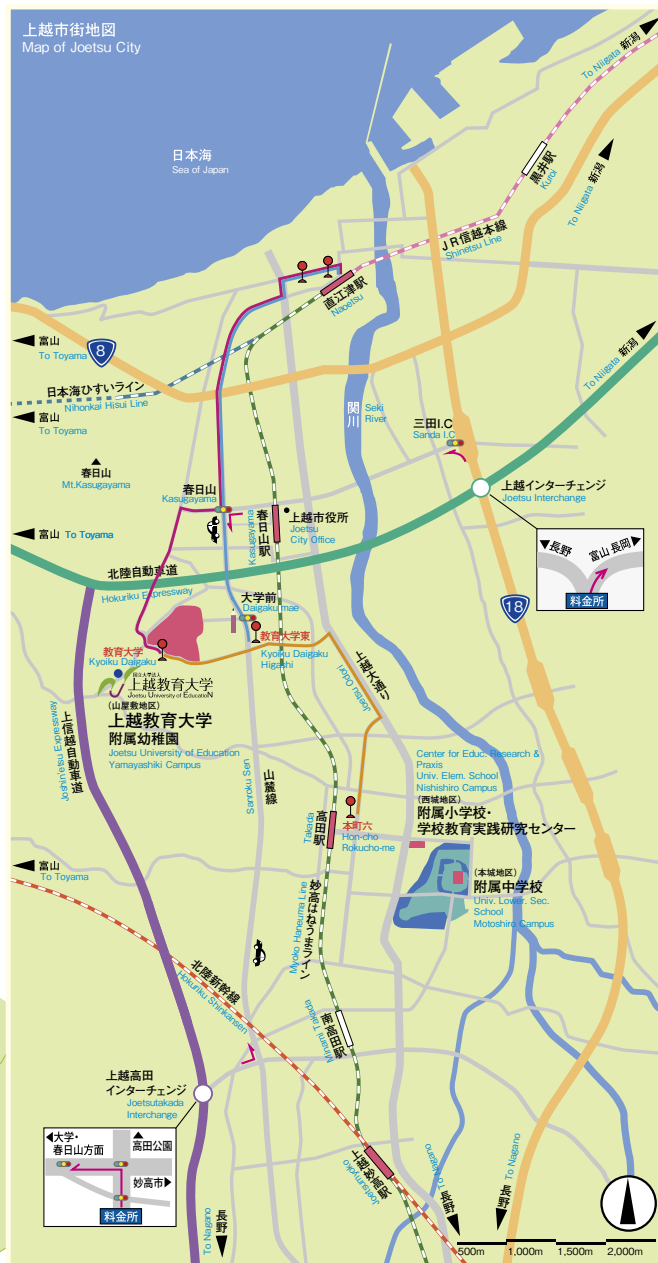 上越市街地図
Map of Joetsu City
日本海
Sea of Japan
To Niigata 新潟
黒井駅
Kuroi
To Niigata 新潟
JR信越本線
Shinetsu Line
直江津駅
Naoetsu
富山
To Toyama
8
日本海ひすいライン
Nihonkai Hisui Line
富山
To Toyama
関川
Seki
River
To Niigata 新潟
三田I.C
Sanda I.C
春日山
Mt.Kasugayama
春日山
Kasugayama
上越インターチェンジ
Joetsu Interchange
春日山駅
Kasugayama
上越市役所
Joetsu
City Office
富山 To Toyama
長野
富山 長岡
料金所
北陸自動車道
Hokuriku Expressway
18
大学前
Daigaku mae
教育大学東
Kyoiku Daigaku
Higashi
教育大学
Kyoiku Daigaku
上越大通り
Joetsu Odori
国立大学法人
上越教育大学
Joetsu University of EducatioN
(山屋敷地区)
上越教育大学
附属幼稚園
Joetsu University of Education
Yamayashiki Campus
上信越自動車道
Joshinetsu Expressway
山麓線
Sanroku Sen
Center for Educ. Research &
Praxis
Univ. Elem. School
Nishishiro Campus
(西城地区)
附属小学校・
学校教育実践研究センター
高田駅
Takada
本町六
Hon-cho
Rokucho-me
富山
To Toyama
(本城地区)
附属中学校
Univ. Lower. Sec.
School
Motoshiro Campus
妙高はねうまライン
Myoko Haneuma Line
北陸新幹線
Hokuriku Shinkansen
南高田駅
Minami Takada
上越高田
インターチェンジ
Joetsutakada
Interchange
大学・
春日山方面
高田公園
妙高市
料金所
上越妙高駅
Joetsumyoko
To Nagano
長野
To Nagano
長野
To Nagano
長野
500m 1,000m 1,500m 2,000m